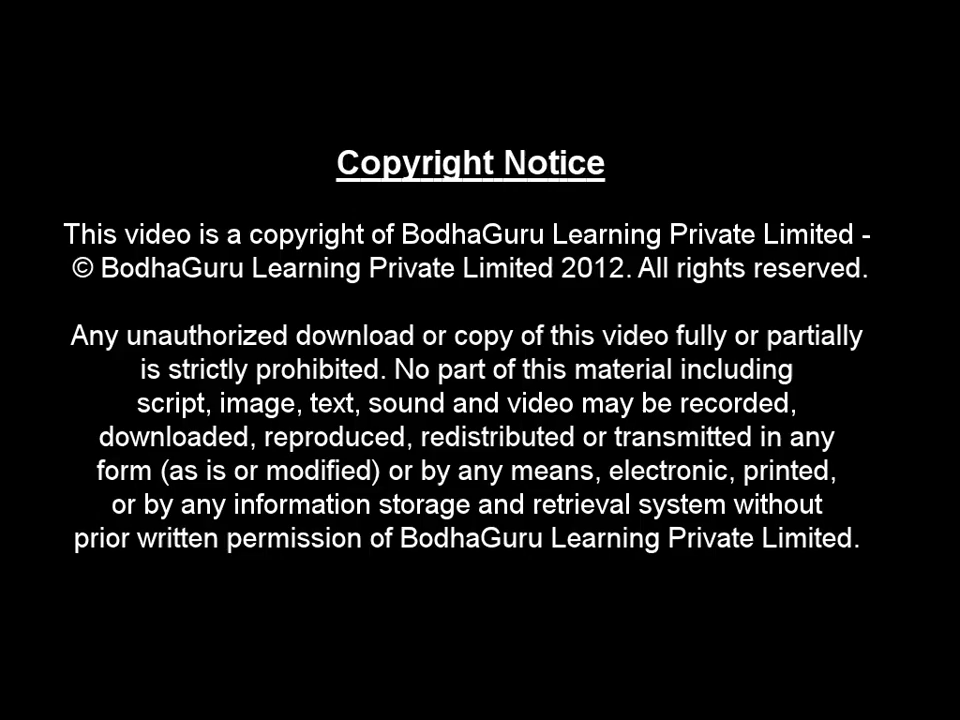 Copyright Notice
This video is a copyright of BodhaGuru Learning Private Limited -
© BodhaGuru Learning Private Limited 2012. All rights reserved.
Any unauthorized download or copy of this video fully or partially
is strictly prohibited. No part of this material including
script, image, text, sound and video may be recorded,
downloaded, reproduced, redistributed or transmitted in any
form (as is or modified) or by any means, electronic, printed,
or by any information storage and retrieval system without
prior written permission of BodhaGuru Learning Private Limited.